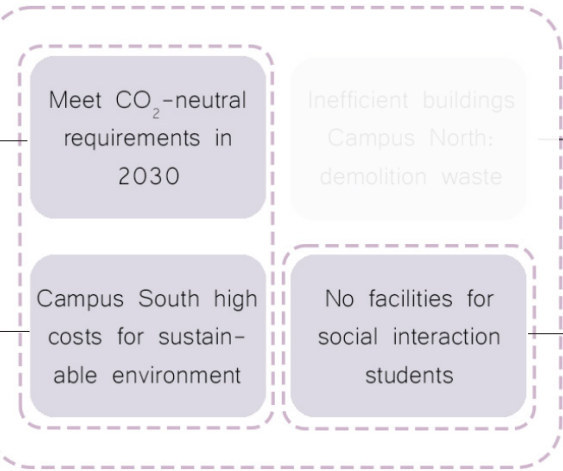 Meet CO₂-neutral
requirements in
2030
Inefficient buildings
Campus North:
demolition waste
Campus South high
costs for sustain-
able environment
No facilities for
social interaction
students